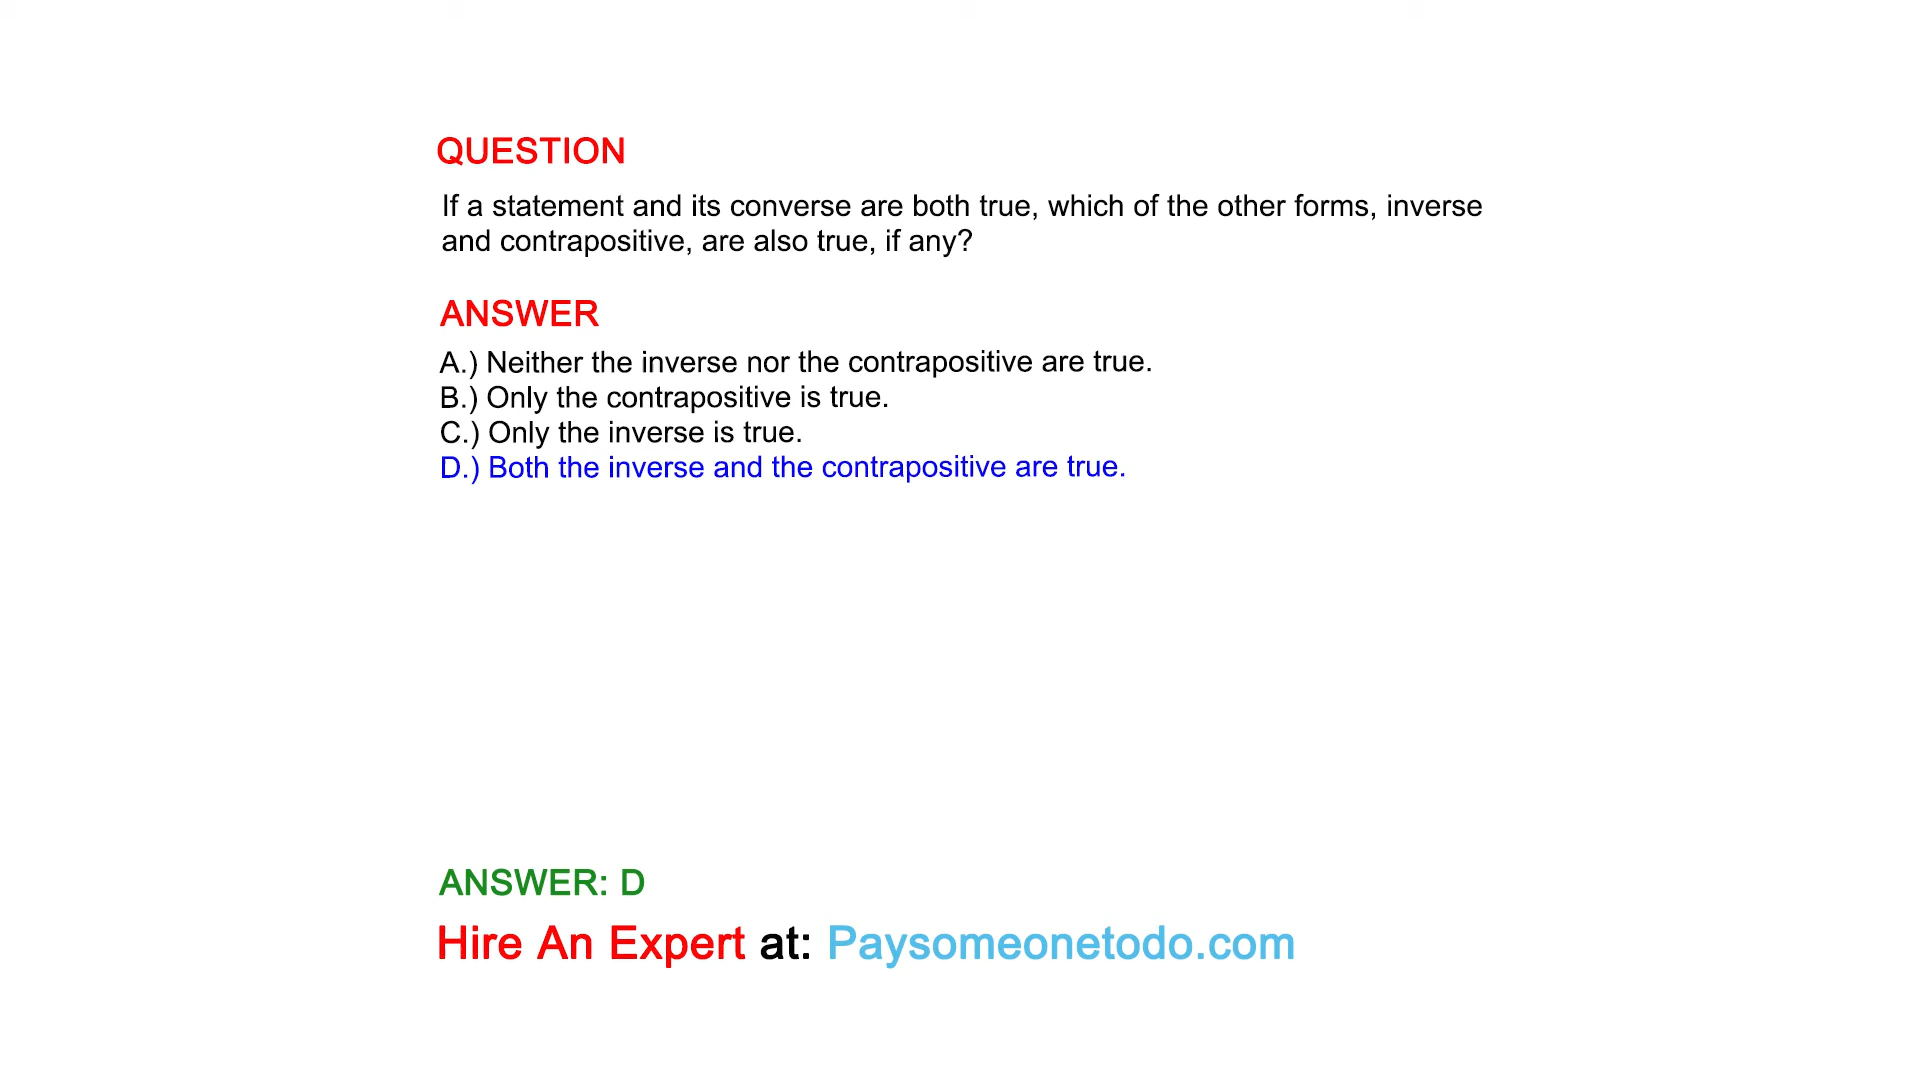 QUESTION
If a statement and its converse are both true, which of the other forms, inverse
and contrapositive, are also true, if any?
ANSWER
A.) Neither the inverse nor the contrapositive are true.
B.) Only the contrapositive is true.
C.) Only the inverse is true.
D.) Both the inverse and the contrapositive are true.
ANSWER: D
Hire An Expert at: Paysomeonetodo.com